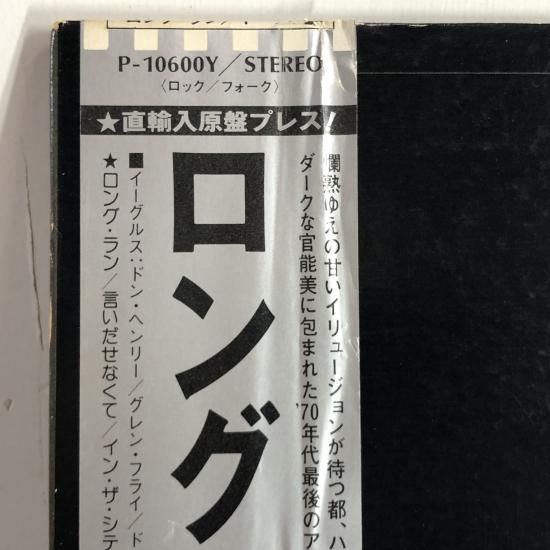 P-10600Y／STEREO
〈ロック／フォーク〉
★直輸入原盤プレス！
爛熟ゆえの甘いイリュージョンが待つ都、ハ
ダークな官能美に包まれた'70年代最後のア
ロング
■イーグルス：ドン・ヘンリー／グレン・フライ／ド
★ロング・ラン／言いだせなくて／イン・ザ・シテ